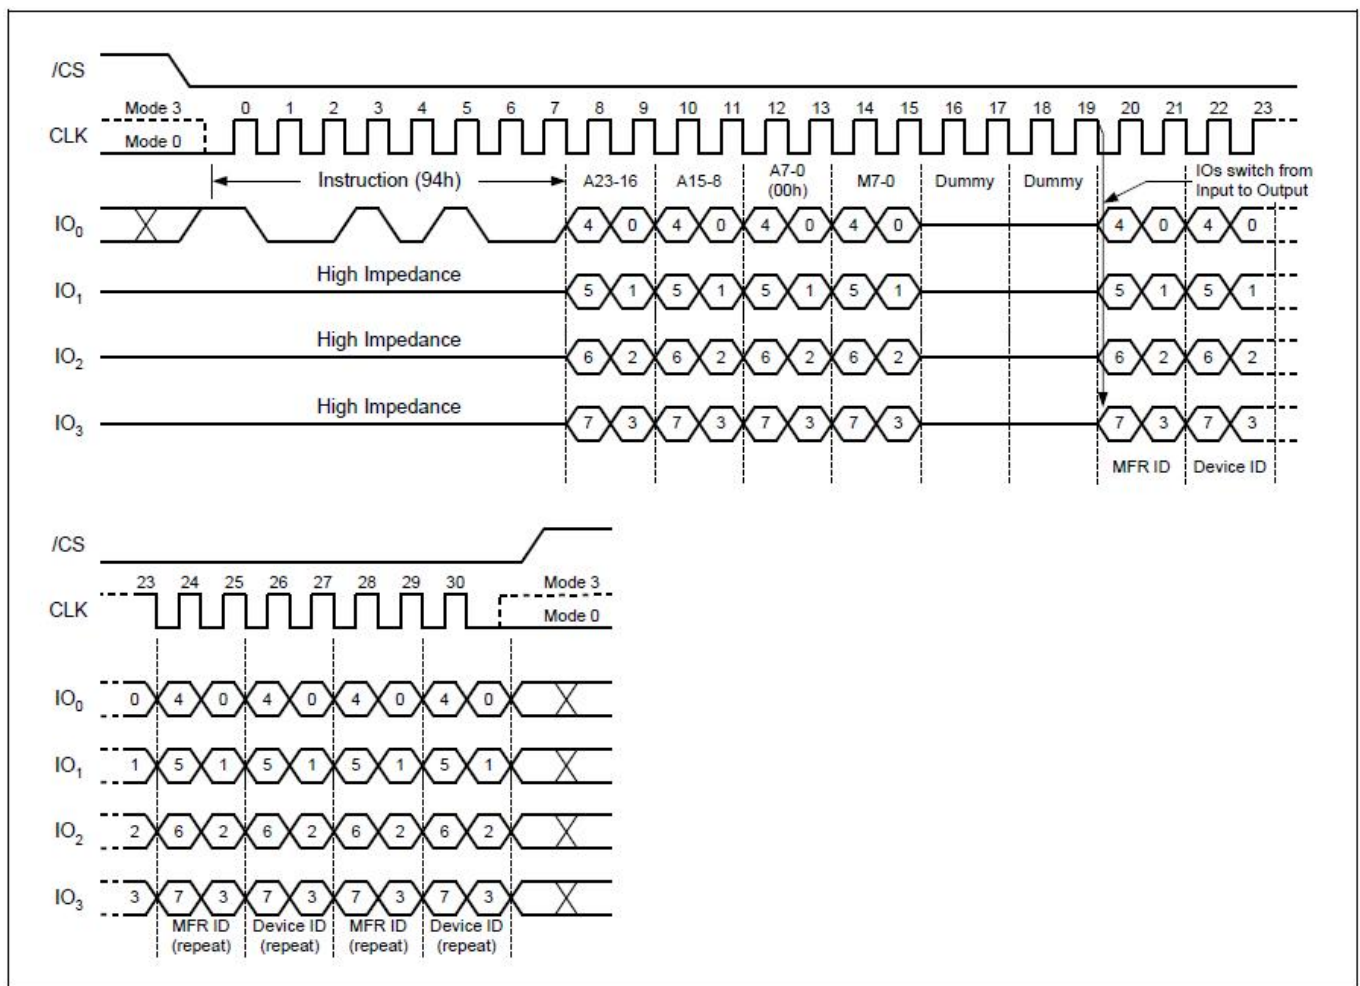 /CS
Mode 3 0 1 2 3 4 5 6 7 8 9 10 11 12 13 14 15 16 17 18 19 20 21 22 23
CLK
Mode 0
Instruction (94h) A23-16 A15-8 A7-0 (00h) M7-0 Dummy Dummy IOs switch from Input to Output
IO0 4 0 4 0 4 0 4 0 4 0 4 0
High Impedance
IO1 5 1 5 1 5 1 5 1 5 1 5 1
High Impedance
IO2 6 2 6 2 6 2 6 2 6 2 6 2
High Impedance
IO3 7 3 7 3 7 3 7 3 7 3 7 3
MFR ID Device ID
/CS
23 24 25 26 27 28 29 30 Mode 3
CLK
Mode 0
IO0 0 4 0 4 0 4 0 4 0
IO1 1 5 1 5 1 5 1 5 1
IO2 2 6 2 6 2 6 2 6 2
IO3 3 7 3 7 3 7 3 7 3
MFR ID Device ID MFR ID Device ID
(repeat) (repeat) (repeat) (repeat)